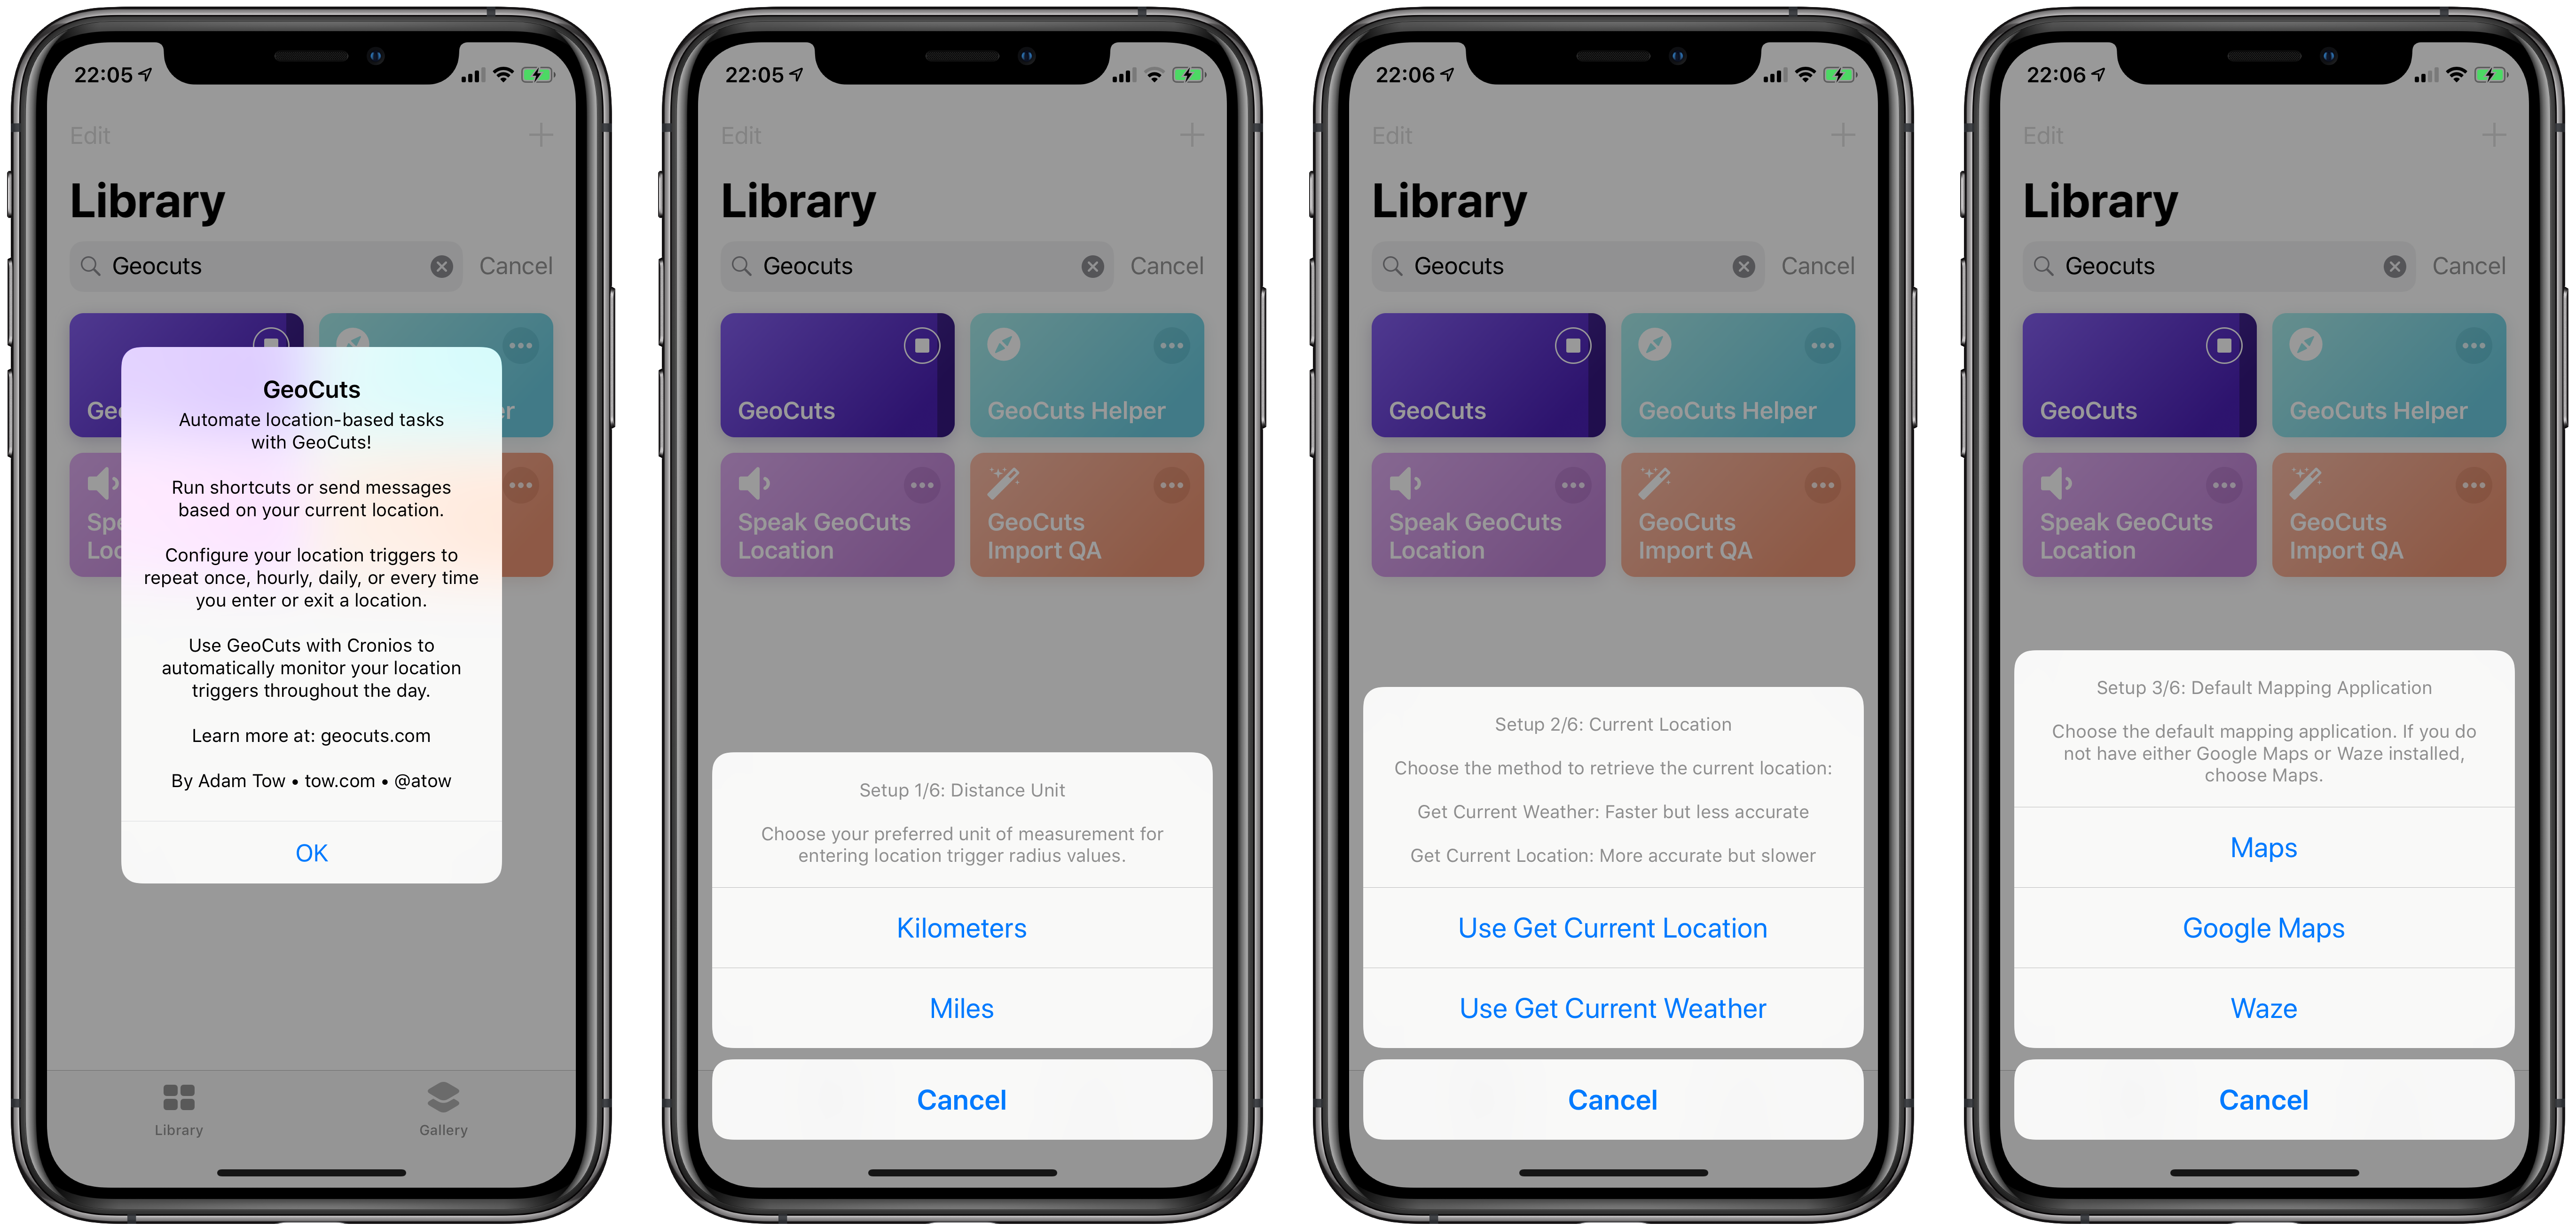 22:05
Edit
Library
Geocuts
Cancel
GeoCuts
Automate location-based tasks
with GeoCuts!
Run shortcuts or send messages
based on your current location.
Configure your location triggers to
repeat once, hourly, daily, or every time
you enter or exit a location.
Use GeoCuts with Cronios to
automatically monitor your location
triggers throughout the day.
Learn more at: geocuts.com
By Adam Tow • tow.com • @atow
OK
Library
Gallery
22:05
Edit
Library
Geocuts
Cancel
GeoCuts
GeoCuts Helper
Speak GeoCuts
Location
GeoCuts
Import QA
Setup 1/6: Distance Unit
Choose your preferred unit of measurement for
entering location trigger radius values.
Kilometers
Miles
Cancel
22:06
Edit
Library
Geocuts
Cancel
GeoCuts
GeoCuts Helper
Speak GeoCuts
Location
GeoCuts
Import QA
Setup 2/6: Current Location
Choose the method to retrieve the current location:
Get Current Weather: Faster but less accurate
Get Current Location: More accurate but slower
Use Get Current Location
Use Get Current Weather
Cancel
22:06
Edit
Library
Geocuts
Cancel
GeoCuts
GeoCuts Helper
Speak GeoCuts
Location
GeoCuts
Import QA
Setup 3/6: Default Mapping Application
Choose the default mapping application. If you do
not have either Google Maps or Waze installed,
choose Maps.
Maps
Google Maps
Waze
Cancel